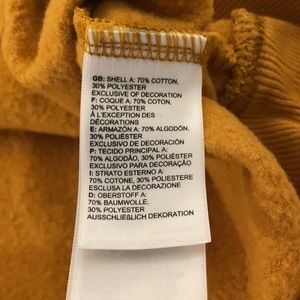 GB: SHELL A: 70% COTTON,
30% POLYESTER
EXCLUSIVE OF DECORATION
F: COQUE A: 70% COTON,
30% POLYESTER
À L'EXCEPTION DES
DÉCORATIONS
E: ARMAZÓN A: 70% ALGODÓN,
30% POLIÉSTER
EXCLUSIVO DE DECORACIÓN
P: TECIDO PRINCIPAL A:
70% ALGODÃO, 30% POLIÉSTER
EXCLUSIVO PARA DECORAÇÃO
I: STRATO ESTERNO A:
70% COTONE, 30% POLIESTERE
ESCLUSA LA DECORAZIONE
D: OBERSTOFF A:
70% BAUMWOLLE,
30% POLYESTER
AUSSCHLIEßLICH DEKORATION